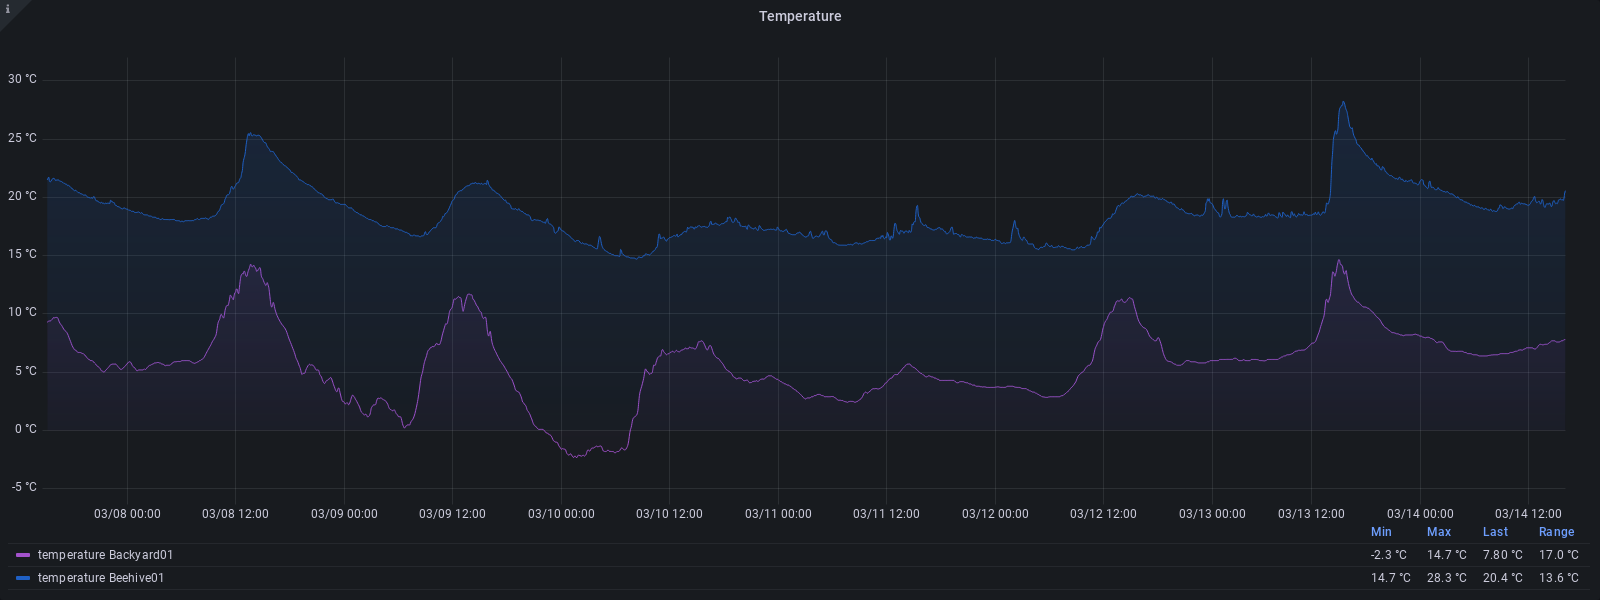 i
Temperature
30 °C
25 °C
20 °C
15 °C
10 °C
5 °C
0 °C
-5 °C
03/08 00:00 03/08 12:00 03/09 00:00 03/09 12:00 03/10 00:00 03/10 12:00 03/11 00:00 03/11 12:00 03/12 00:00 03/12 12:00 03/13 00:00 03/13 12:00 03/14 00:00 03/14 12:00
Min Max Last Range
temperature Backyard01 -2.3 °C 14.7 °C 7.80 °C 17.0 °C
temperature Beehive01 14.7 °C 28.3 °C 20.4 °C 13.6 °C